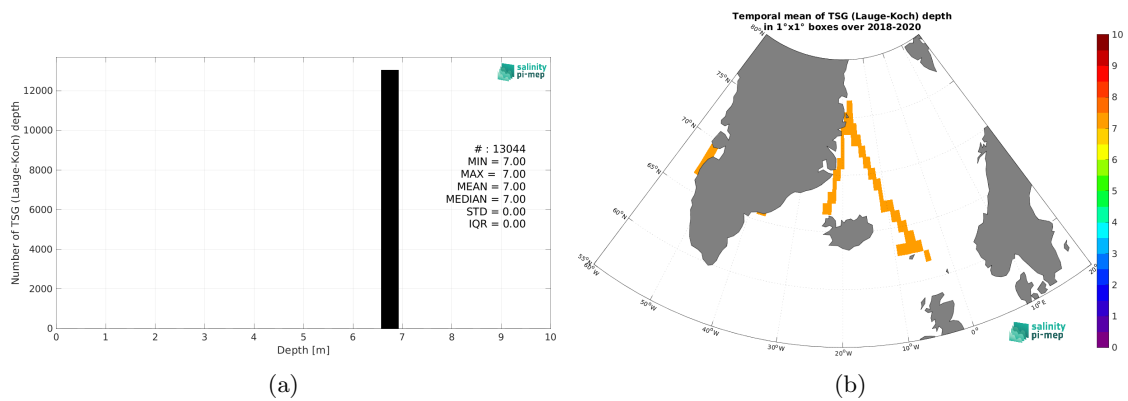 salinity
pi-mep
12000
10000
8000
6000
4000
2000
0
Number of TSG (Lauge-Koch) depth
# : 13044
MIN = 7.00
MAX = 7.00
MEAN = 7.00
MEDIAN = 7.00
STD = 0.00
IQR = 0.00
0 1 2 3 4 5 6 7 8 9 10
Depth [m]
(a)
Temporal mean of TSG (Lauge-Koch) depth
in 1°x1° boxes over 2018-2020
80°N
75°N
70°N
65°N
60°N
55°N
60°W
50°W
40°W
30°W
20°W
10°W
0°
10°E
10
9
8
7
6
5
4
3
2
1
0
salinity
pi-mep
(b)